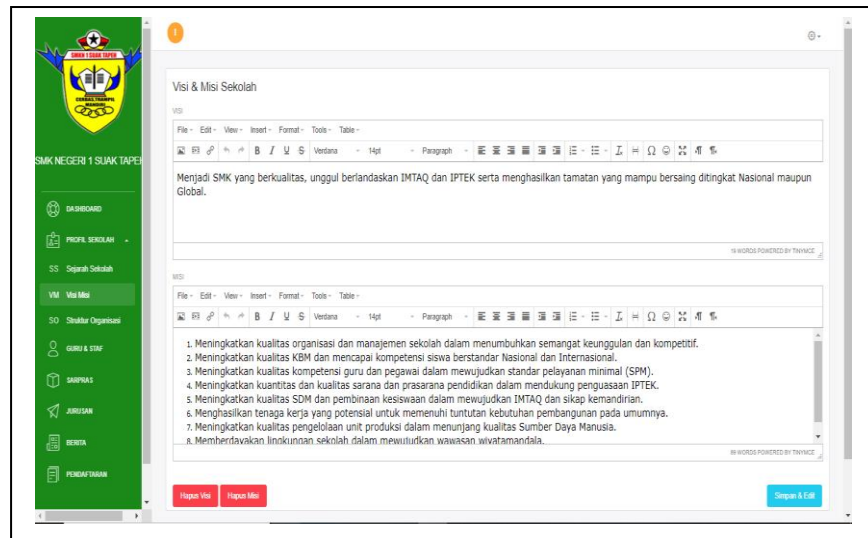 SMKN 1 SUAK TAPEH
CERDAS, TRAMPIL
MANDIRI
SMK NEGERI 1 SUAK TAPEH
DASHBOARD
PROFIL SEKOLAH
SS Sejarah Sekolah
VM Visi Misi
SO Struktur Organisasi
GURU & STAF
SARPRAS
JURUSAN
BERITA
PENDAFTARAN
Visi & Misi Sekolah
VISI
File Edit View Insert Format Tools Table
B I U S Verdana 14pt Paragraph
Menjadi SMK yang berkualitas, unggul berlandaskan IMTAQ dan IPTEK serta menghasilkan tamatan yang mampu bersaing ditingkat Nasional maupun
Global.
19 WORDS POWERED BY TINYMCE
MISI
File Edit View Insert Format Tools Table
B I U S Verdana 14pt Paragraph
1. Meningkatkan kualitas organisasi dan manajemen sekolah dalam menumbuhkan semangat keunggulan dan kompetitif.
2. Meningkatkan kualitas KBM dan mencapai kompetensi siswa berstandar Nasional dan Internasional.
3. Meningkatkan kualitas kompetensi guru dan pegawai dalam mewujudkan standar pelayanan minimal (SPM).
4. Meningkatkan kuantitas dan kualitas sarana dan prasarana pendidikan dalam mendukung penguasaan IPTEK.
5. Meningkatkan kualitas SDM dan pembinaan kesiswaan dalam mewujudkan IMTAQ dan sikap kemandirian.
6. Menghasilkan tenaga kerja yang potensial untuk memenuhi tuntutan kebutuhan pembangunan pada umumnya.
7. Meningkatkan kualitas pengelolaan unit produksi dalam menunjang kualitas Sumber Daya Manusia.
8. Memberdayakan lingkungan sekolah dalam mewujudkan wawasan wiyatamandala.
WORDS POWERED BY TINYMCE
Hapus Visi Hapus Misi Simpan & Edit